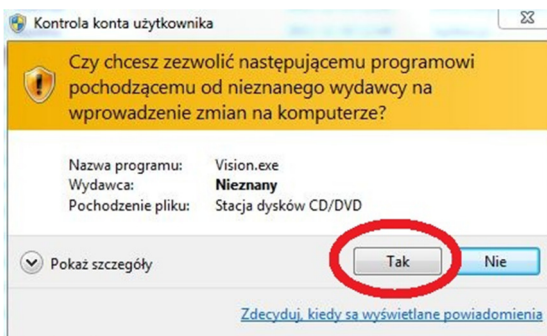 Kontrola konta użytkownika
Czy chcesz zezwolić następującemu programowi
pochodzącemu od nieznanego wydawcy na
wprowadzenie zmian na komputerze?
Nazwa programu: Vision.exe
Wydawca: Nieznany
Pochodzenie pliku: Stacja dysków CD/DVD
Pokaż szczegóły Tak Nie
Zdecyduj, kiedy są wyświetlane powiadomienia